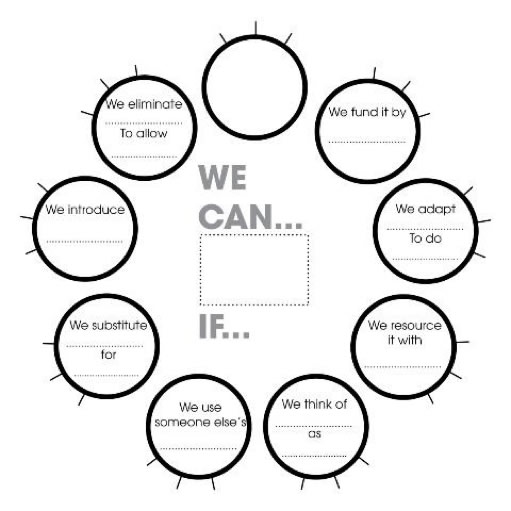 WE
CAN...
IF...
We fund it by
We adapt
To do
We resource
it with
We think of
as
We use
someone else's
We substitute
for
We introduce
We eliminate
To allow